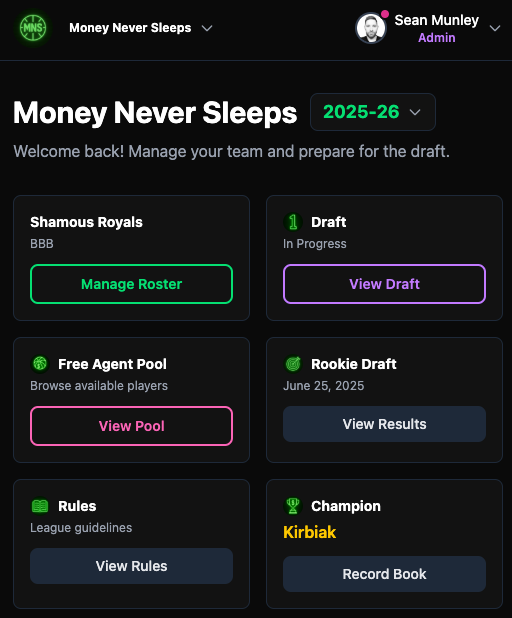 MNS
Money Never Sleeps
Sean Munley
Admin
Money Never Sleeps
2025-26
Welcome back! Manage your team and prepare for the draft.
Shamous Royals
BBB
Manage Roster
1
Draft
In Progress
View Draft
Free Agent Pool
Browse available players
View Pool
Rookie Draft
June 25, 2025
View Results
Rules
League guidelines
View Rules
Champion
Kirbiak
Record Book